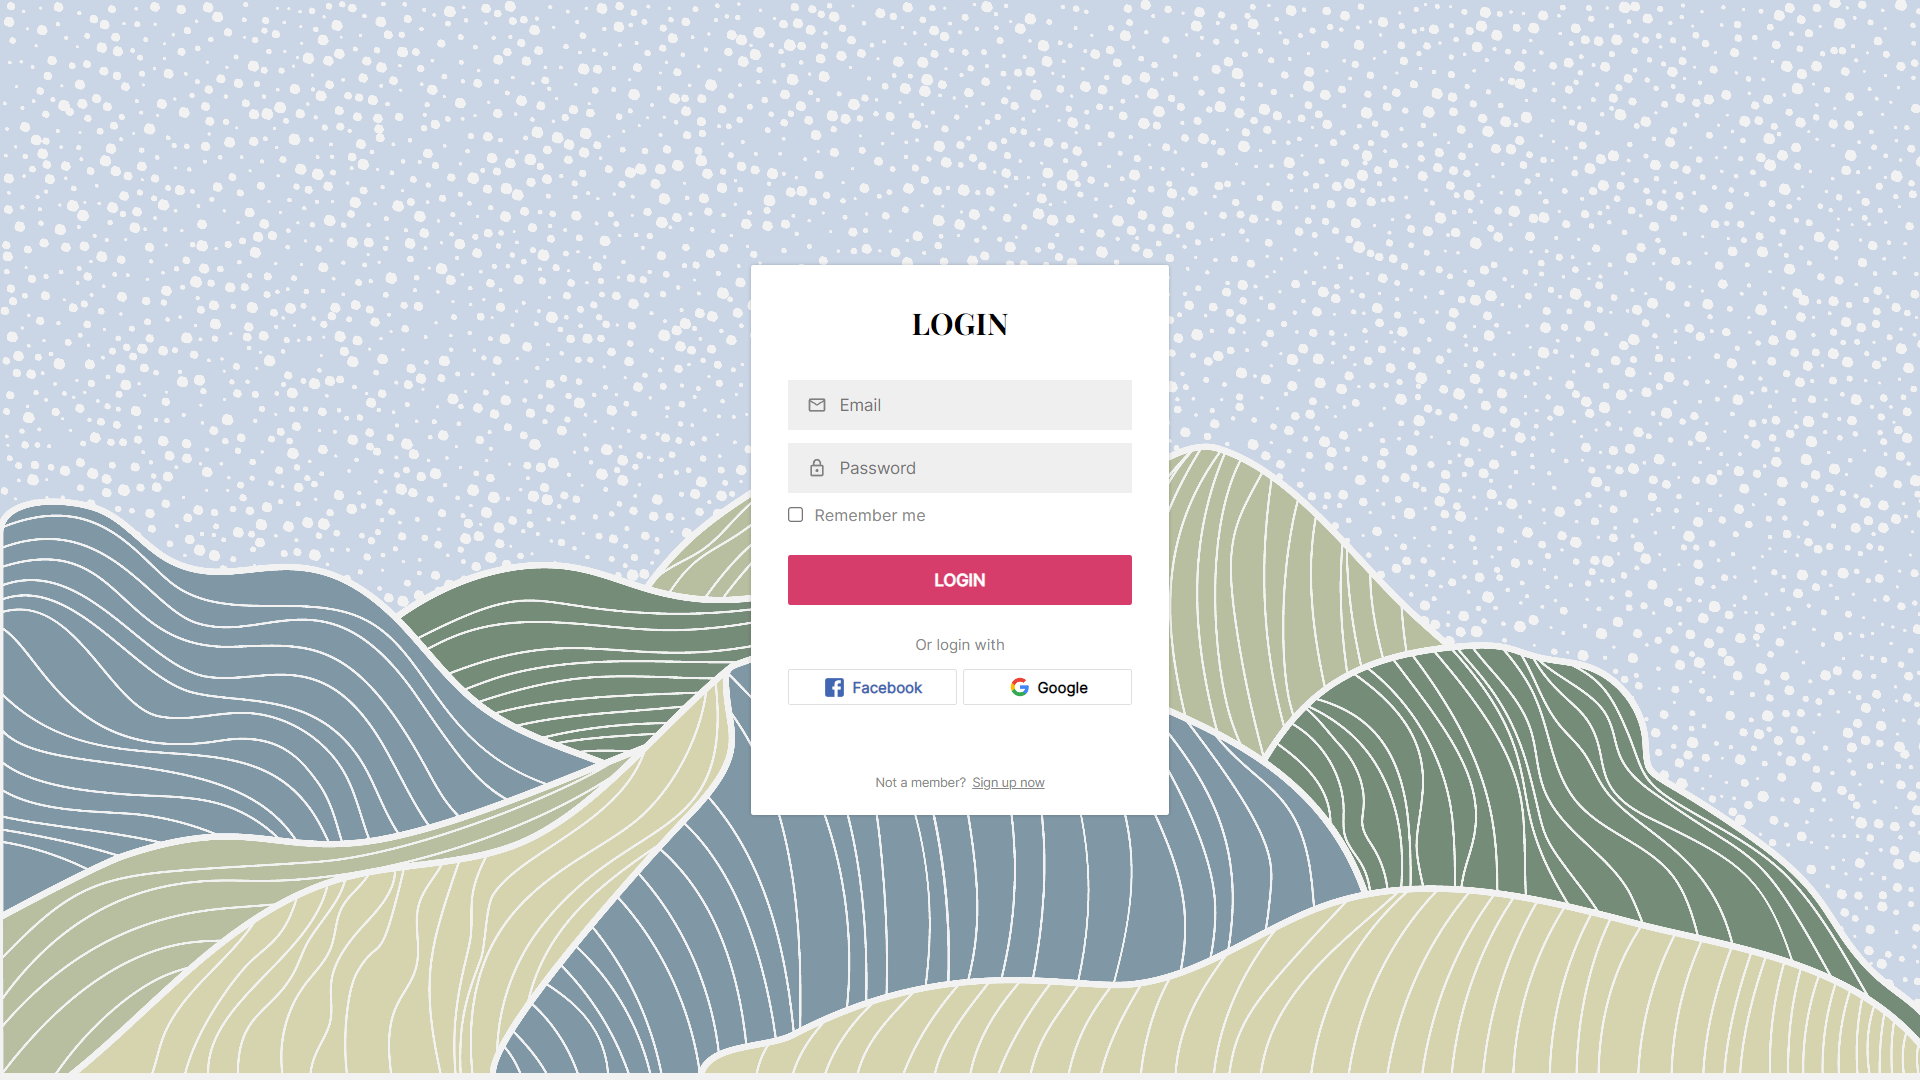 LOGIN
Email
Password
Remember me
LOGIN
Or login with
Facebook
Google
Not a member? Sign up now